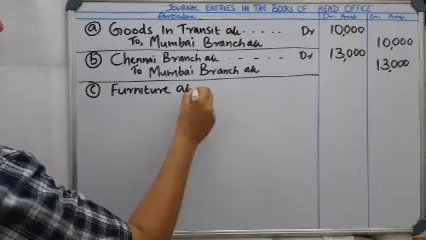 JOURNAL ENTRIES IN THE BOOKS OF HEAD OFFICE
Particulars Dr. Amt Cr. Amt
(a) Goods In Transit a/c ..... Dr 10,000
To, Mumbai Branch a/c 10,000
(b) Chennai Branch a/c - - - - - Dr 13,000
To Mumbai Branch a/c 13,000
(c) Furniture a/c